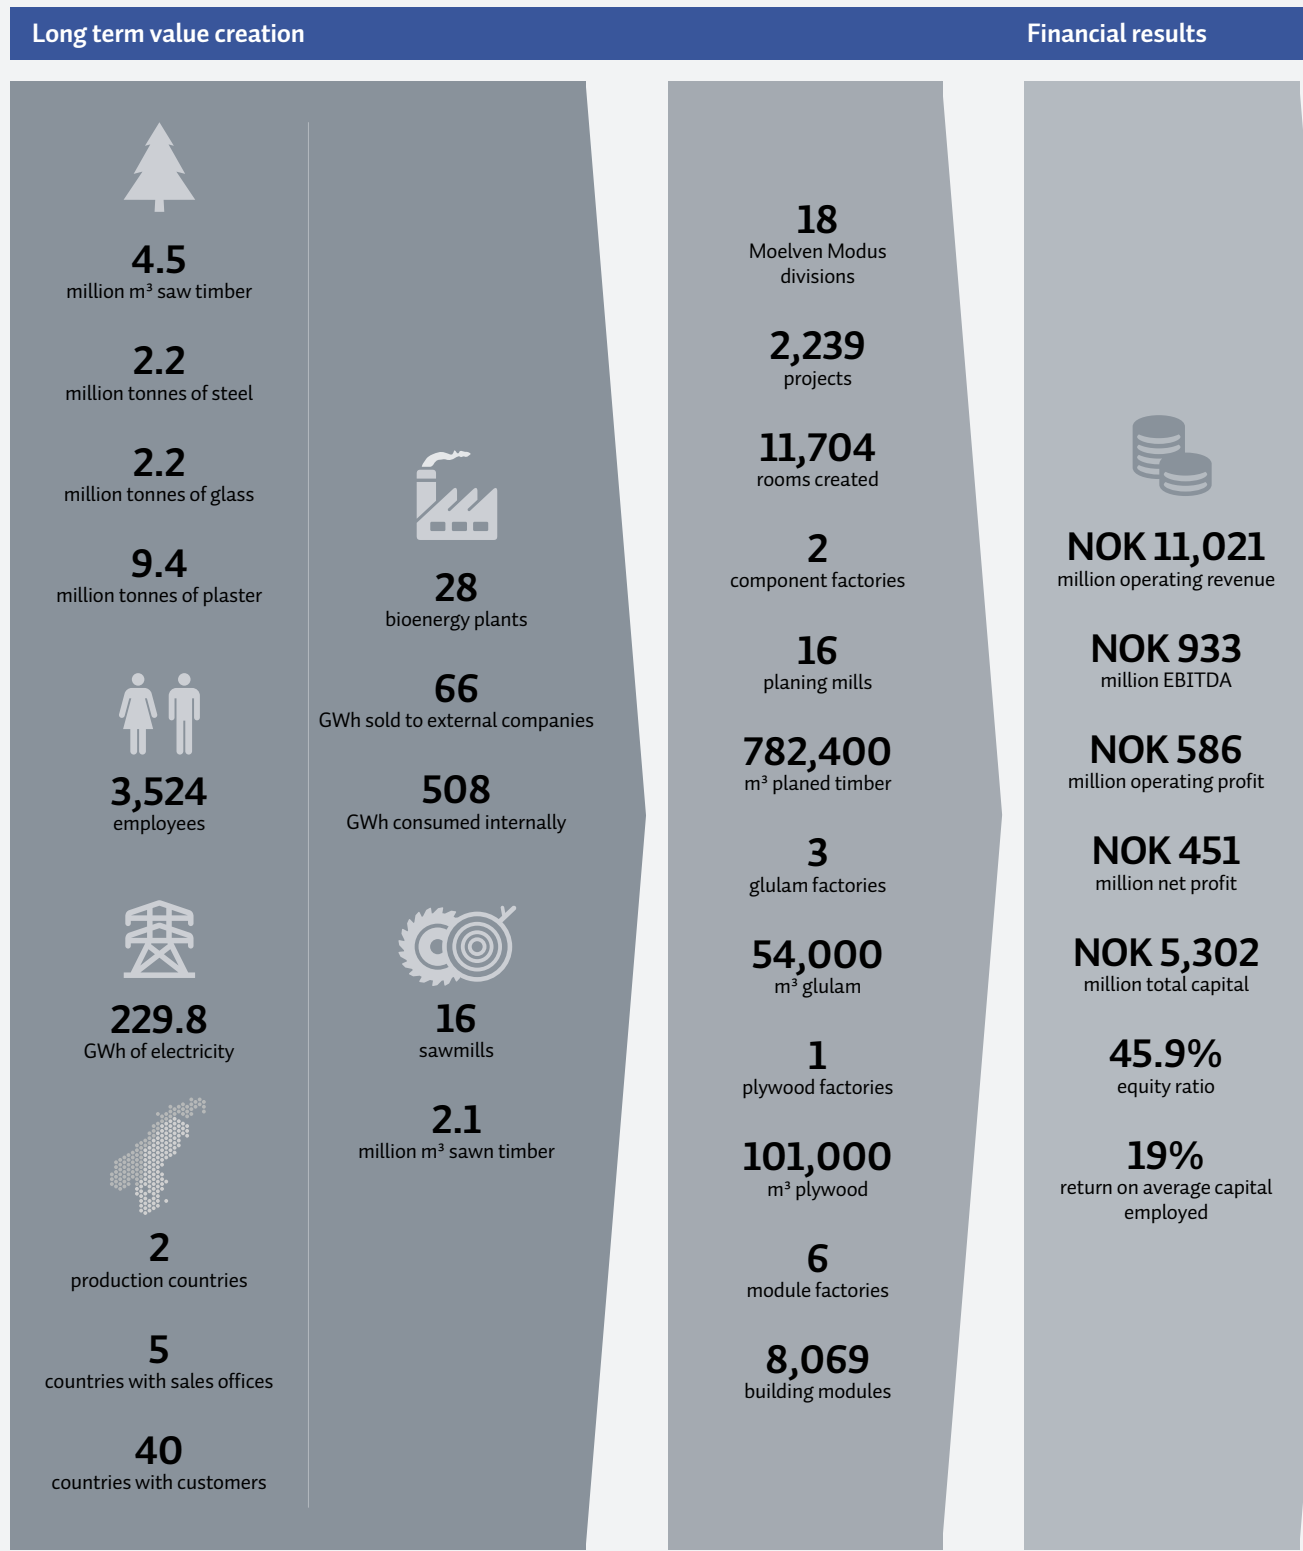 Long term value creation
Financial results
4.5
million m³ saw timber
2.2
million tonnes of steel
2.2
million tonnes of glass
9.4
million tonnes of plaster
3,524
employees
229.8
GWh of electricity
2
production countries
5
countries with sales offices
40
countries with customers
28
bioenergy plants
66
GWh sold to external companies
508
GWh consumed internally
16
sawmills
2.1
million m³ sawn timber
18
Moelven Modus
divisions
2,239
projects
11,704
rooms created
2
component factories
16
planing mills
782,400
m³ planed timber
3
glulam factories
54,000
m³ glulam
1
plywood factories
101,000
m³ plywood
6
module factories
8,069
building modules
NOK 11,021
million operating revenue
NOK 933
million EBITDA
NOK 586
million operating profit
NOK 451
million net profit
NOK 5,302
million total capital
45.9%
equity ratio
19%
return on average capital
employed